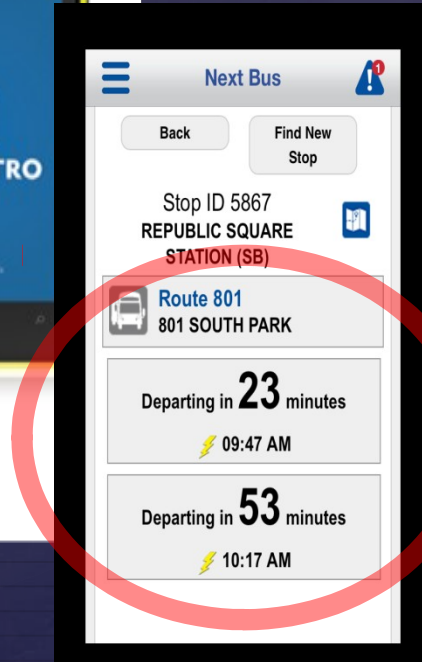 TRO
Next Bus
1
Back
Find New
Stop
Stop ID 5867
REPUBLIC SQUARE
STATION (SB)
Route 801
801 SOUTH PARK
Departing in 23 minutes
09:47 AM
Departing in 53 minutes
10:17 AM